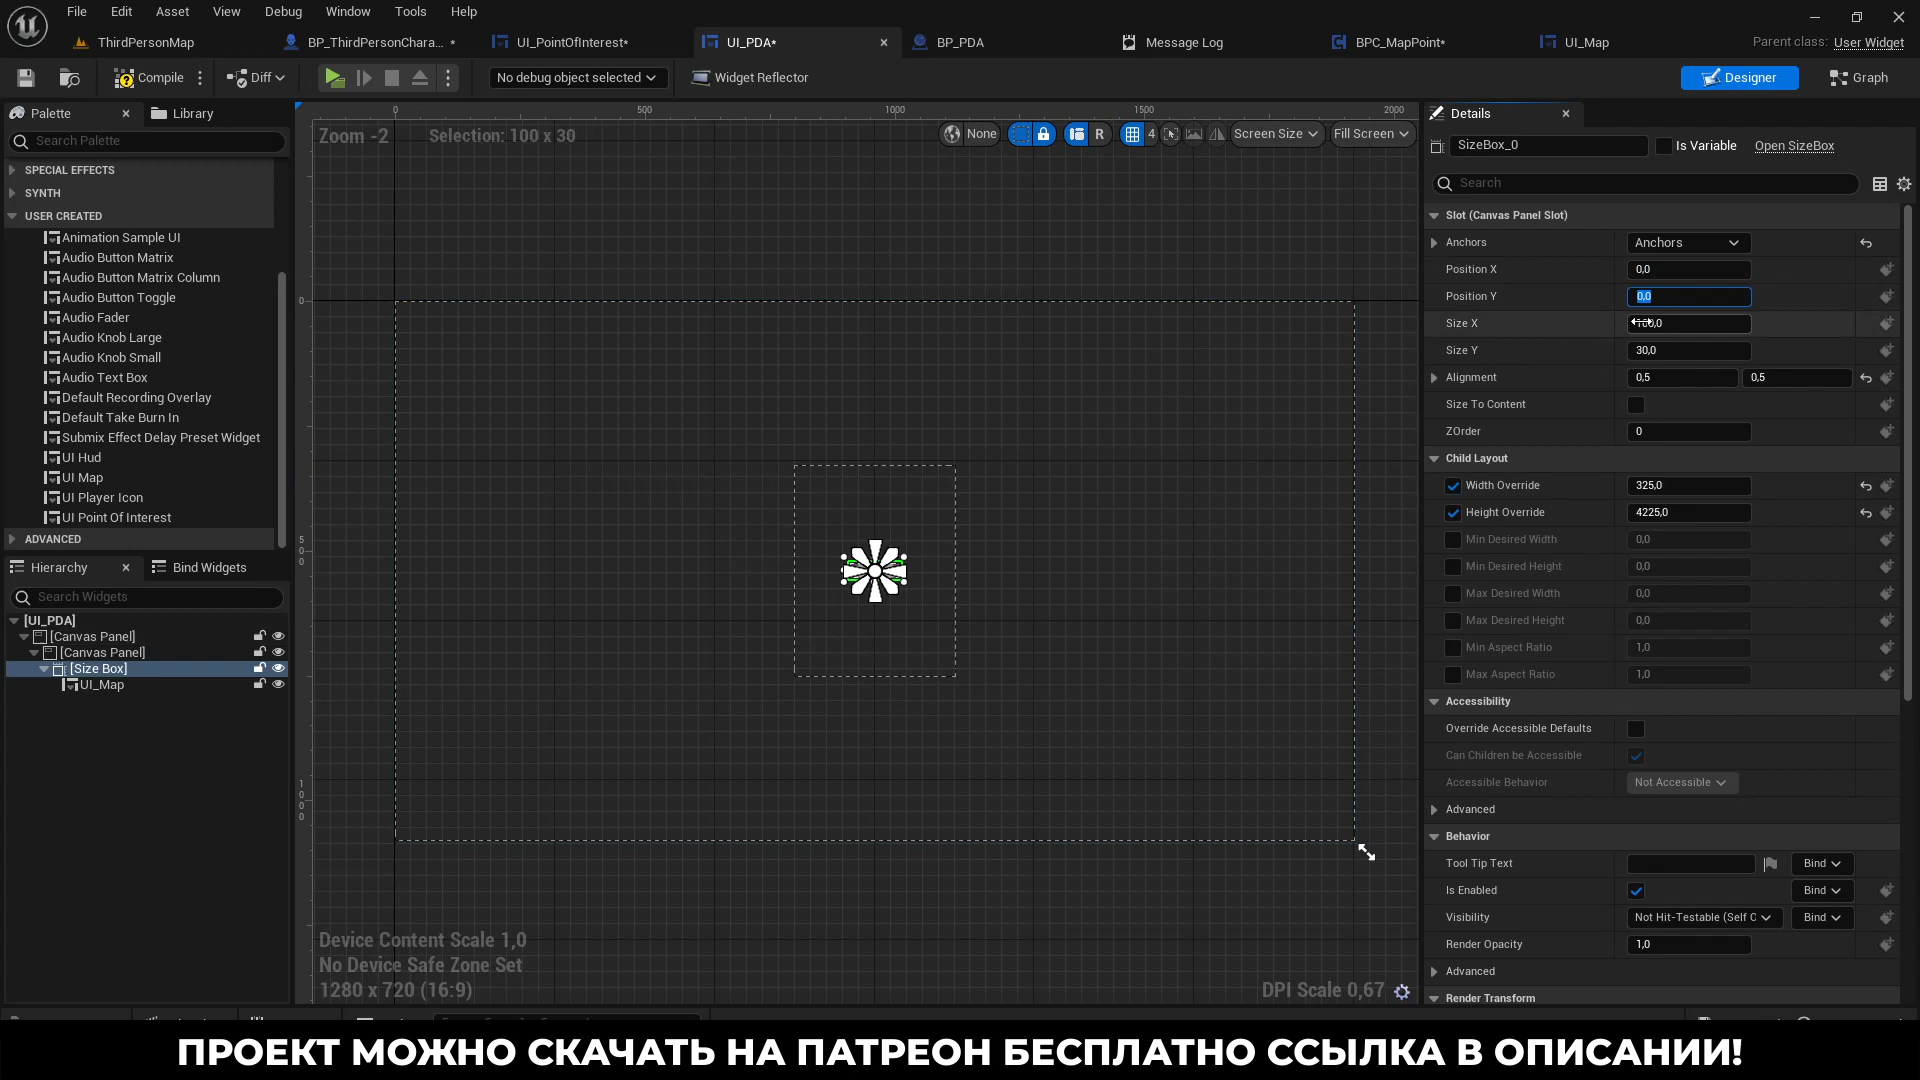 File Edit Asset View Debug Window Tools Help
ThirdPersonMap BP_ThirdPersonChara... * UI_PointOfInterest* UI_PDA* BP_PDA Message Log BPC_MapPoint* UI_Map Parent class: User Widget
Compile Diff No debug object selected Widget Reflector Designer Graph
Palette Library
Search Palette
SPECIAL EFFECTS
SYNTH
USER CREATED
Animation Sample UI
Audio Button Matrix
Audio Button Matrix Column
Audio Button Toggle
Audio Fader
Audio Knob Large
Audio Knob Small
Audio Text Box
Default Recording Overlay
Default Take Burn In
Submix Effect Delay Preset Widget
UI Hud
UI Map
UI Player Icon
UI Point Of Interest
ADVANCED
Hierarchy Bind Widgets
Search Widgets
[UI_PDA]
[Canvas Panel]
[Canvas Panel]
[Size Box]
UI_Map
0 500 1000 1500 2000
Zoom -2 Selection: 100 x 30 None R 4 Screen Size Fill Screen
0
5
0
0
1
0
0
0
Device Content Scale 1,0
No Device Safe Zone Set
1280 x 720 (16:9) DPI Scale 0,67
Details
SizeBox_0 Is Variable Open SizeBox
Search
Slot (Canvas Panel Slot)
Anchors Anchors
Position X 0,0
Position Y 0,0
Size X
Size Y 30,0
Alignment 0,5 0,5
Size To Content
ZOrder 0
Child Layout
Width Override 325,0
Height Override 4225,0
Min Desired Width 0,0
Min Desired Height 0,0
Max Desired Width 0,0
Max Desired Height 0,0
Min Aspect Ratio 1,0
Max Aspect Ratio 1,0
Accessibility
Override Accessible Defaults
Can Children be Accessible
Accessible Behavior Not Accessible
Advanced
Behavior
Tool Tip Text Bind
Is Enabled Bind
Visibility Not Hit-Testable (Self C Bind
Render Opacity 1,0
Advanced
Render Transform
ПРОЕКТ МОЖНО СКАЧАТЬ НА ПАТРЕОН БЕСПЛАТНО ССЫЛКА В ОПИСАНИИ!